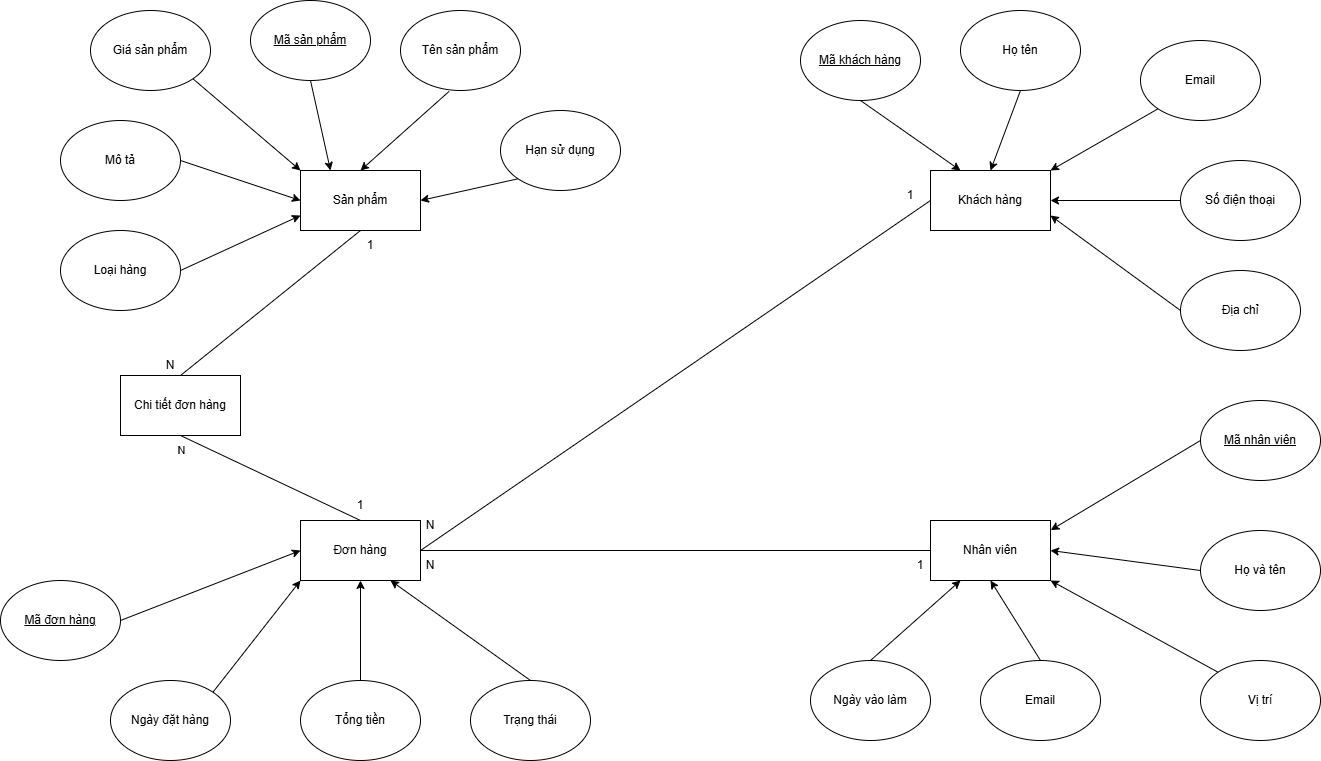 Giá sản phẩm
Mã sản phẩm
Tên sản phẩm
Mã khách hàng
Họ tên
Email
Mô tả
Hạn sử dụng
Sản phẩm
1
Khách hàng
Số điện thoại
1
Loại hàng
Địa chỉ
N
Chi tiết đơn hàng
N
Mã nhân viên
1
N
Đơn hàng
N
Nhân viên
1
Họ và tên
Mã đơn hàng
Ngày đặt hàng
Tổng tiền
Trạng thái
Ngày vào làm
Email
Vị trí